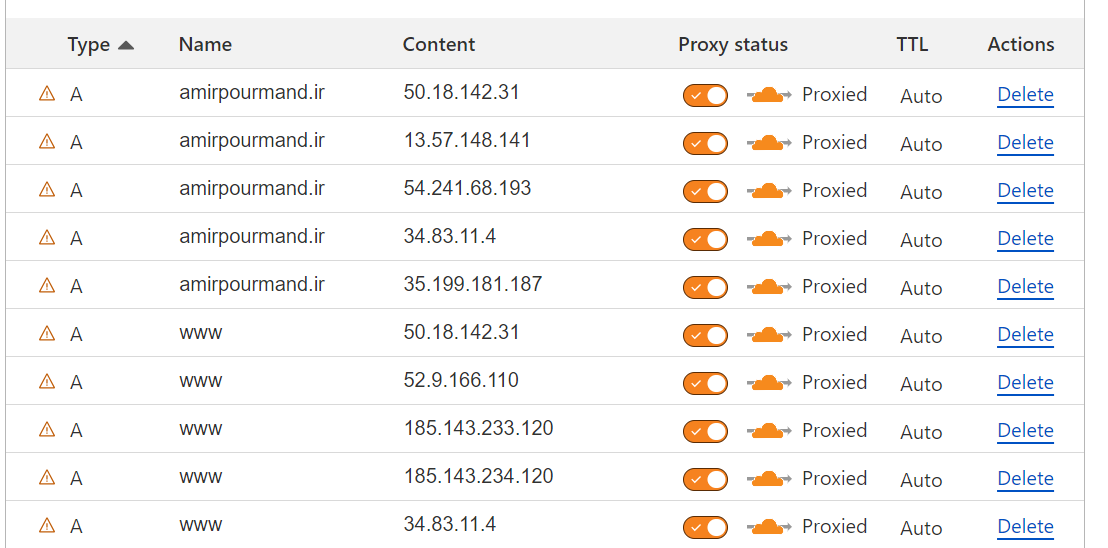 Type Name Content Proxy status TTL Actions
A amirpourmand.ir 50.18.142.31 Proxied Auto Delete
A amirpourmand.ir 13.57.148.141 Proxied Auto Delete
A amirpourmand.ir 54.241.68.193 Proxied Auto Delete
A amirpourmand.ir 34.83.11.4 Proxied Auto Delete
A amirpourmand.ir 35.199.181.187 Proxied Auto Delete
A www 50.18.142.31 Proxied Auto Delete
A www 52.9.166.110 Proxied Auto Delete
A www 185.143.233.120 Proxied Auto Delete
A www 185.143.234.120 Proxied Auto Delete
A www 34.83.11.4 Proxied Auto Delete